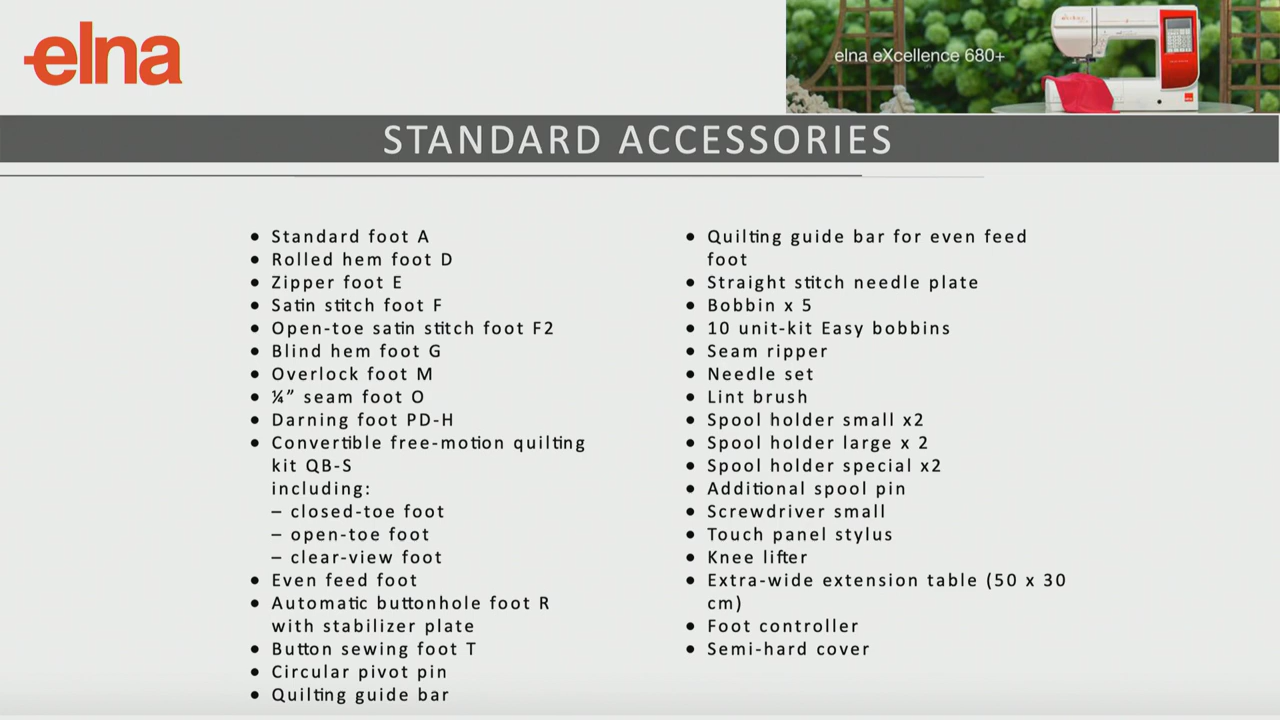 elna
elna eXcellence 680+
STANDARD ACCESSORIES
• Standard foot A
• Rolled hem foot D
• Zipper foot E
• Satin stitch foot F
• Open-toe satin stitch foot F2
• Blind hem foot G
• Overlock foot M
• ¼” seam foot O
• Darning foot PD-H
• Convertible free-motion quilting
kit QB-S
including:
– closed-toe foot
– open-toe foot
– clear-view foot
• Even feed foot
• Automatic buttonhole foot R
with stabilizer plate
• Button sewing foot T
• Circular pivot pin
• Quilting guide bar
• Quilting guide bar for even feed
foot
• Straight stitch needle plate
• Bobbin x 5
• 10 unit-kit Easy bobbins
• Seam ripper
• Needle set
• Lint brush
• Spool holder small x2
• Spool holder large x 2
• Spool holder special x2
• Additional spool pin
• Screwdriver small
• Touch panel stylus
• Knee lifter
• Extra-wide extension table (50 x 30
cm)
• Foot controller
• Semi-hard cover